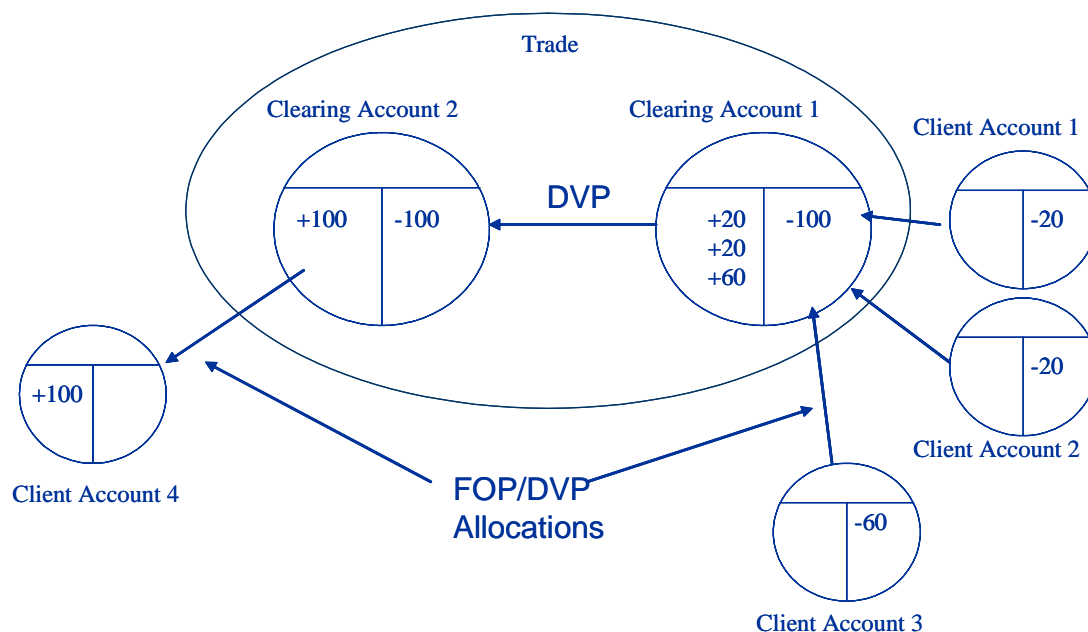 Trade
Clearing Account 2
Clearing Account 1
Client Account 1
DVP
+100
-100
+20
+20
+60
-100
-20
-20
+100
Client Account 2
Client Account 4
FOP/DVP
Allocations
-60
Client Account 3